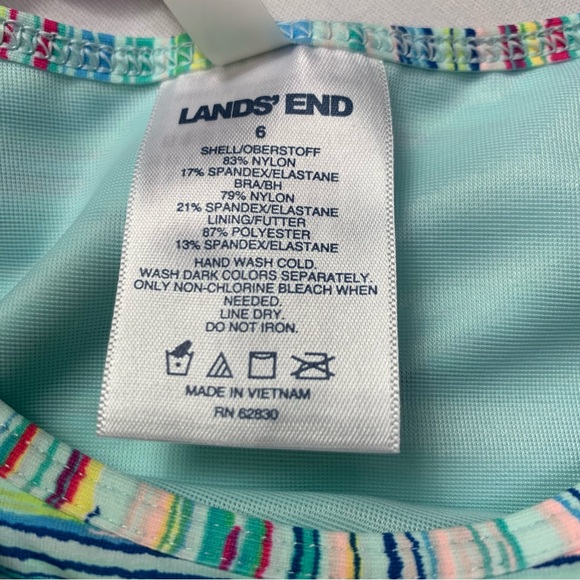 LANDS' END
6
SHELL/OBERSTOFF
83% NYLON
17% SPANDEX/ELASTANE
BRA/BH
79% NYLON
21% SPANDEX/ELASTANE
LINING/FUTTER
87% POLYESTER
13% SPANDEX/ELASTANE
HAND WASH COLD.
WASH DARK COLORS SEPARATELY.
ONLY NON-CHLORINE BLEACH WHEN
NEEDED.
LINE DRY.
DO NOT IRON.
MADE IN VIETNAM
RN 62830